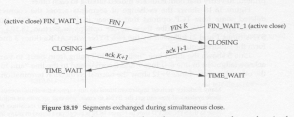 (active close) FIN_WAIT_1
FIN J
FIN K
FIN_WAIT_1 (active close)
CLOSING
CLOSING
ack K+1
ack J+1
TIME_WAIT
TIME_WAIT
Figure 18.19 Segments exchanged during simultaneous close.